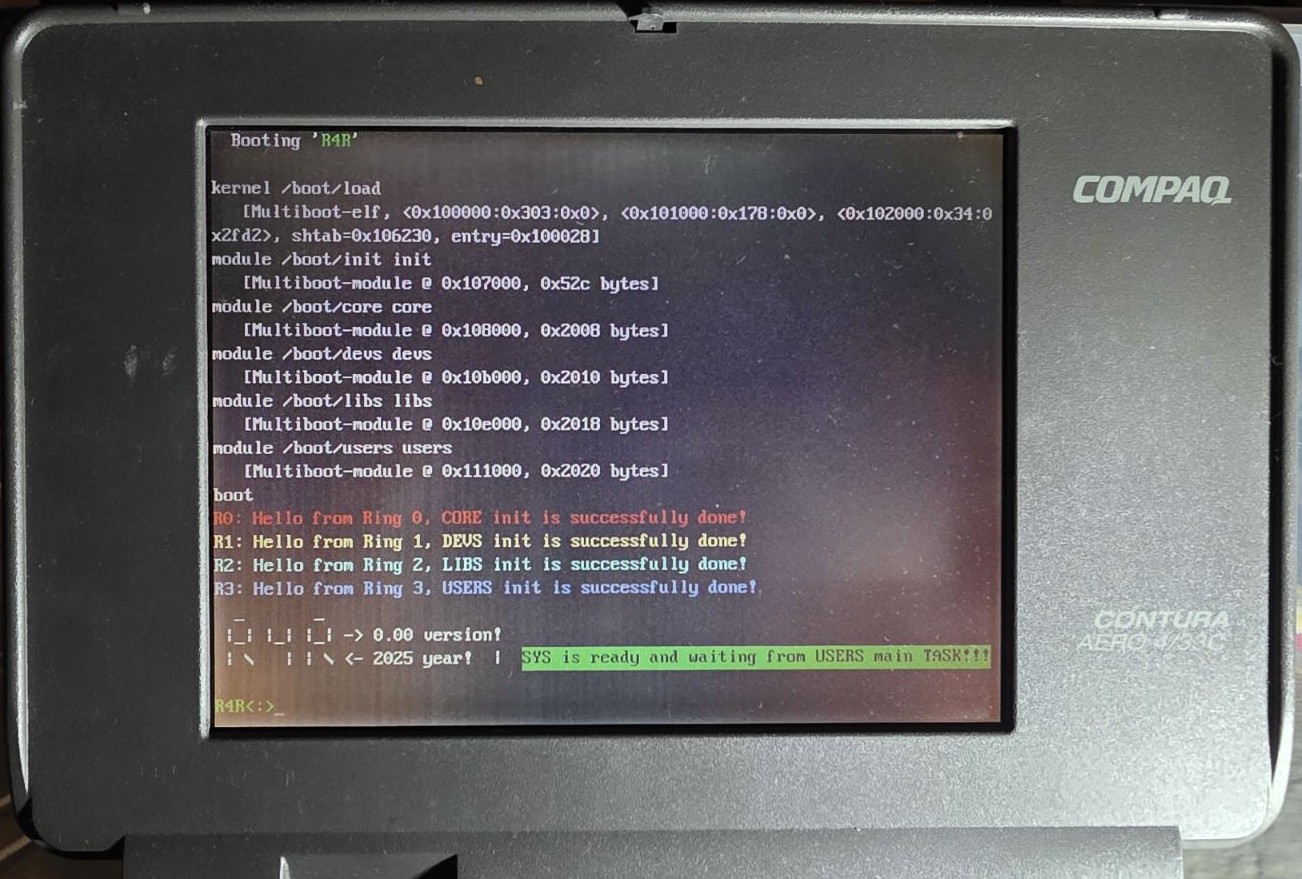 Booting 'R4R'
kernel /boot/load
[Multiboot-elf, <0x100000:0x303:0x0>, <0x101000:0x178:0x0>, <0x102000:0x34:0
x2fd2>, shtab=0x106230, entry=0x100028]
module /boot/init init
[Multiboot-module @ 0x107000, 0x52c bytes]
module /boot/core core
[Multiboot-module @ 0x108000, 0x2008 bytes]
module /boot/devs devs
[Multiboot-module @ 0x10b000, 0x2010 bytes]
module /boot/libs libs
[Multiboot-module @ 0x10e000, 0x2018 bytes]
module /boot/users users
[Multiboot-module @ 0x111000, 0x2020 bytes]
boot
R0: Hello from Ring 0, CORE init is successfully done!
R1: Hello from Ring 1, DEVS init is successfully done!
R2: Hello from Ring 2, LIBS init is successfully done!
R3: Hello from Ring 3, USERS init is successfully done!
 _       _
|_| |_| |_| -> 0.00 version!
| \   | | \ <- 2025 year!  |  SYS is ready and waiting from USERS main TASK!!!
R4R<:>_
COMPAQ
CONTURA
AERO 4/33C